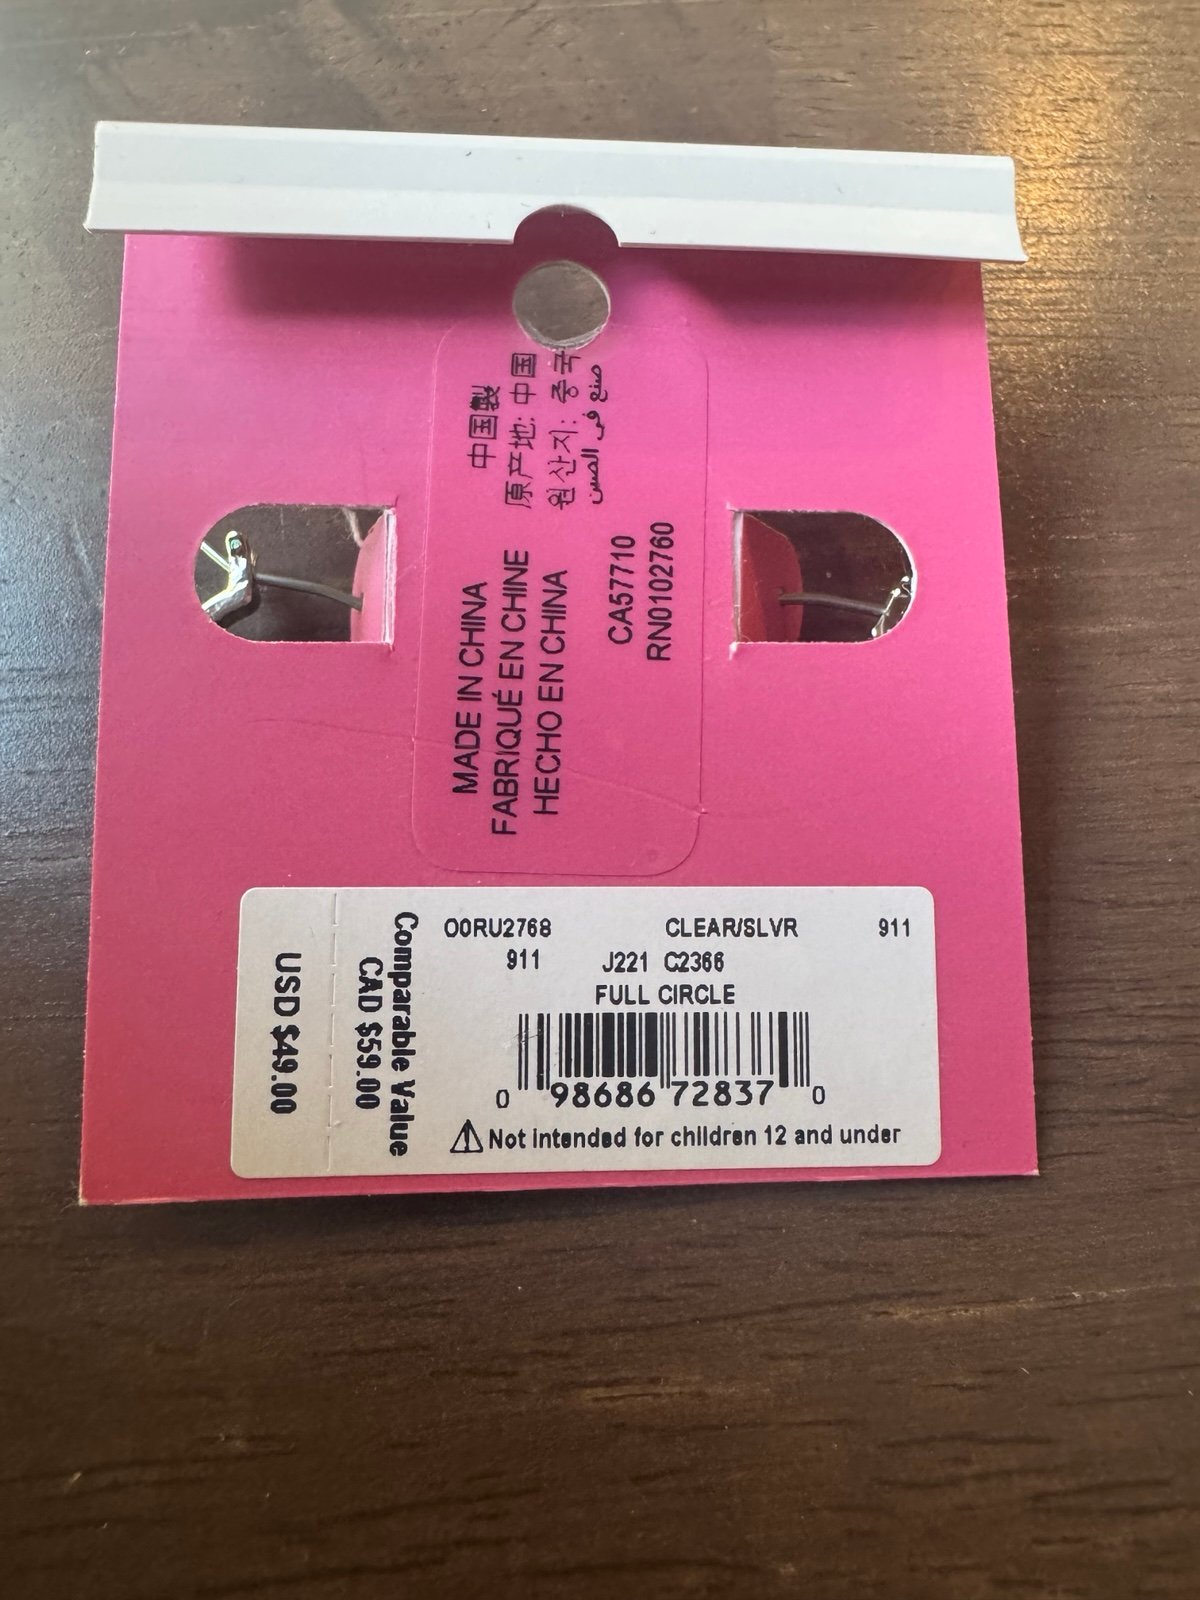 中国製
原产地: 中国
원산지: 중국
صنع في الصين
MADE IN CHINA
FABRIQUÉ EN CHINE
HECHO EN CHINA
CA57710
RN0102760
OORU2768 CLEAR/SLVR 911
911 J221 C2366
FULL CIRCLE
0 98686 72837 0
⚠ Not intended for children 12 and under
Comparable Value
CAD $59.00
USD $49.00